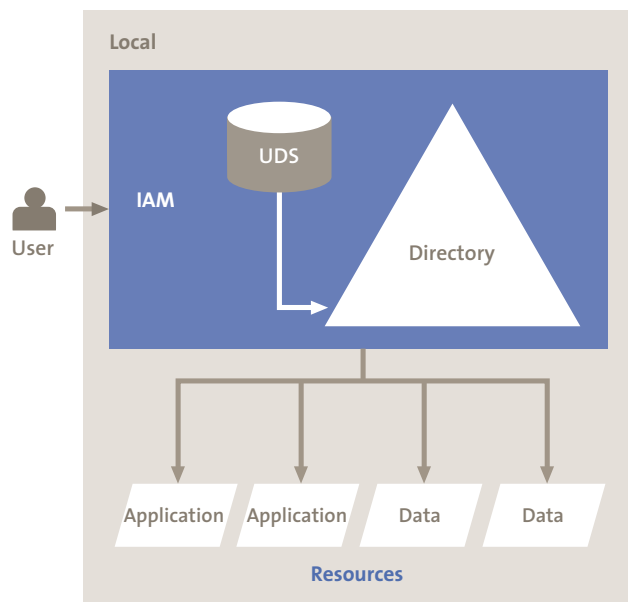 Local
UDS
IAM
User
Directory
Application
Application
Data
Data
Resources